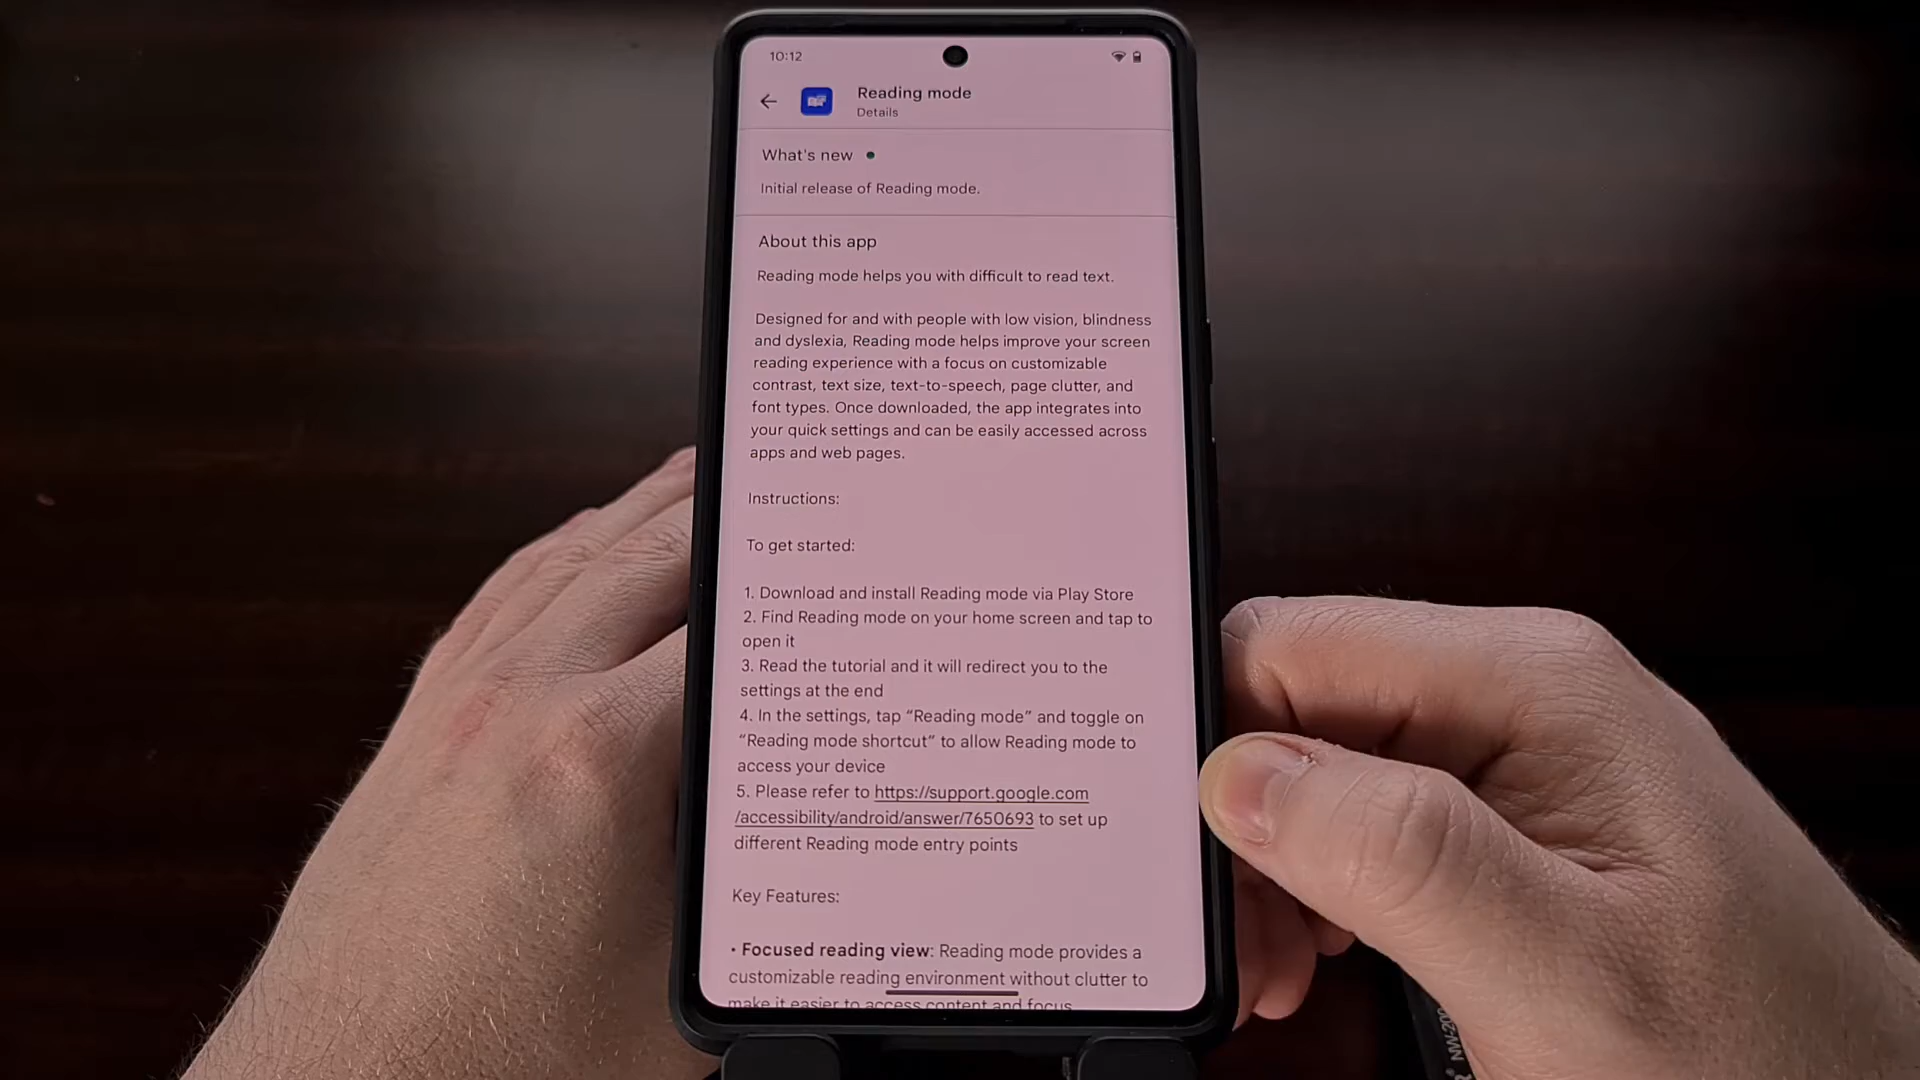 10:12
Reading mode
Details
What's new
Initial release of Reading mode.
About this app
Reading mode helps you with difficult to read text.
Designed for and with people with low vision, blindness
and dyslexia, Reading mode helps improve your screen
reading experience with a focus on customizable
contrast, text size, text-to-speech, page clutter, and
font types. Once downloaded, the app integrates into
your quick settings and can be easily accessed across
apps and web pages.
Instructions:
To get started:
1. Download and install Reading mode via Play Store
2. Find Reading mode on your home screen and tap to
open it
3. Read the tutorial and it will redirect you to the
settings at the end
4. In the settings, tap “Reading mode” and toggle on
“Reading mode shortcut” to allow Reading mode to
access your device
5. Please refer to https://support.google.com
/accessibility/android/answer/7650693 to set up
different Reading mode entry points
Key Features:
• Focused reading view: Reading mode provides a
customizable reading environment without clutter to
make it easier to access content and focus